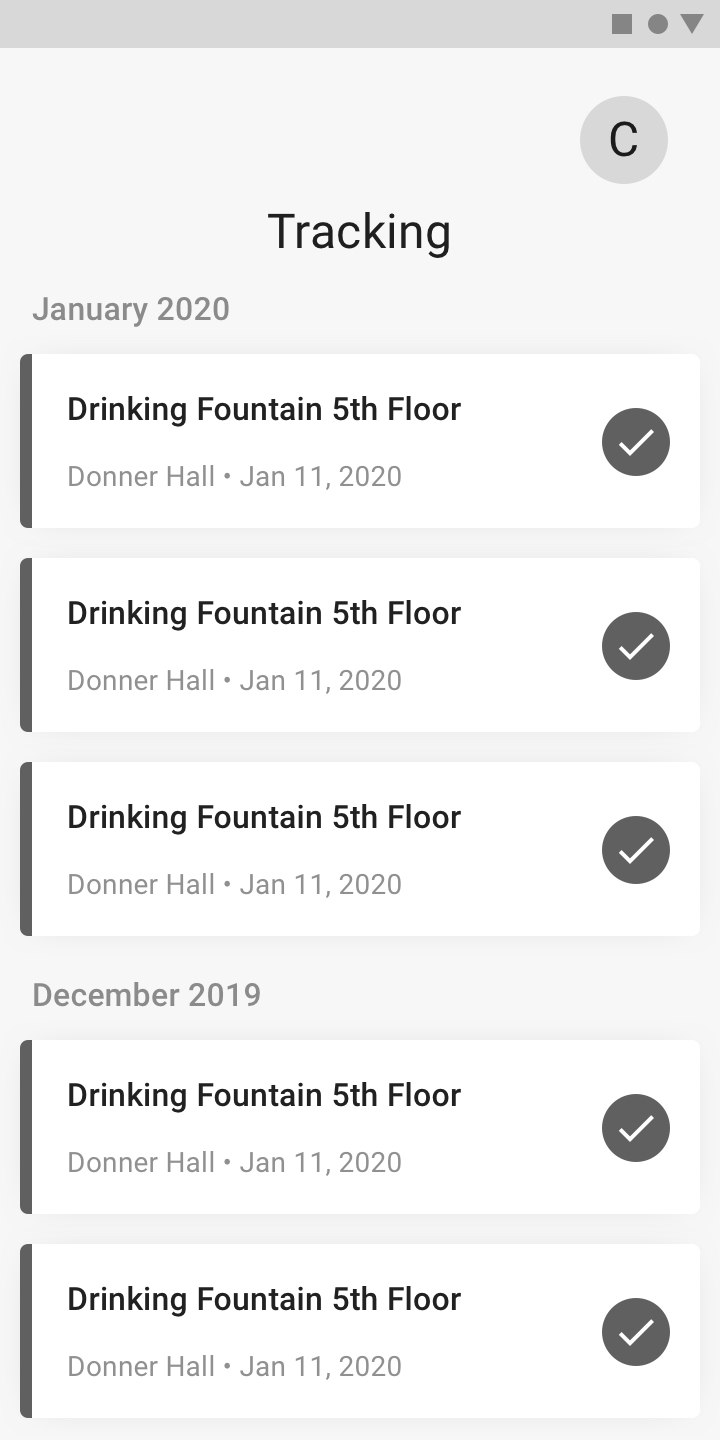 C
Tracking
January 2020
Drinking Fountain 5th Floor
Donner Hall • Jan 11, 2020
Drinking Fountain 5th Floor
Donner Hall • Jan 11, 2020
Drinking Fountain 5th Floor
Donner Hall • Jan 11, 2020
December 2019
Drinking Fountain 5th Floor
Donner Hall • Jan 11, 2020
Drinking Fountain 5th Floor
Donner Hall • Jan 11, 2020